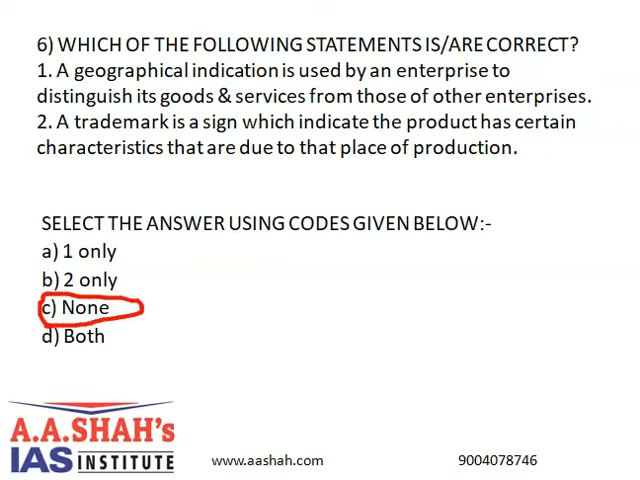 6) WHICH OF THE FOLLOWING STATEMENTS IS/ARE CORRECT?
1. A geographical indication is used by an enterprise to
distinguish its goods & services from those of other enterprises.
2. A trademark is a sign which indicate the product has certain
characteristics that are due to that place of production.
SELECT THE ANSWER USING CODES GIVEN BELOW:-
a) 1 only
b) 2 only
c) None
d) Both
A.A.SHAH's
IAS INSTITUTE
www.aashah.com 9004078746